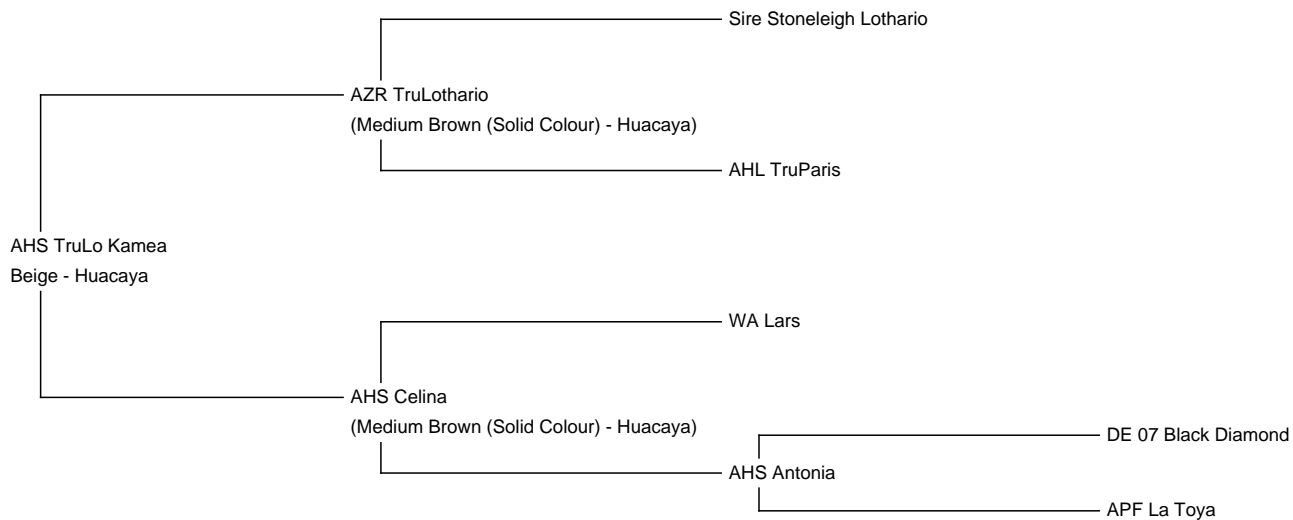 Sire Stoneleigh Lothario
AZR TruLothario
(Medium Brown (Solid Colour) - Huacaya)
AHL TruParis
AHS TruLo Kamea
Beige - Huacaya
WA Lars
AHS Celina
(Medium Brown (Solid Colour) - Huacaya)
DE 07 Black Diamond
AHS Antonia
APF La Toya